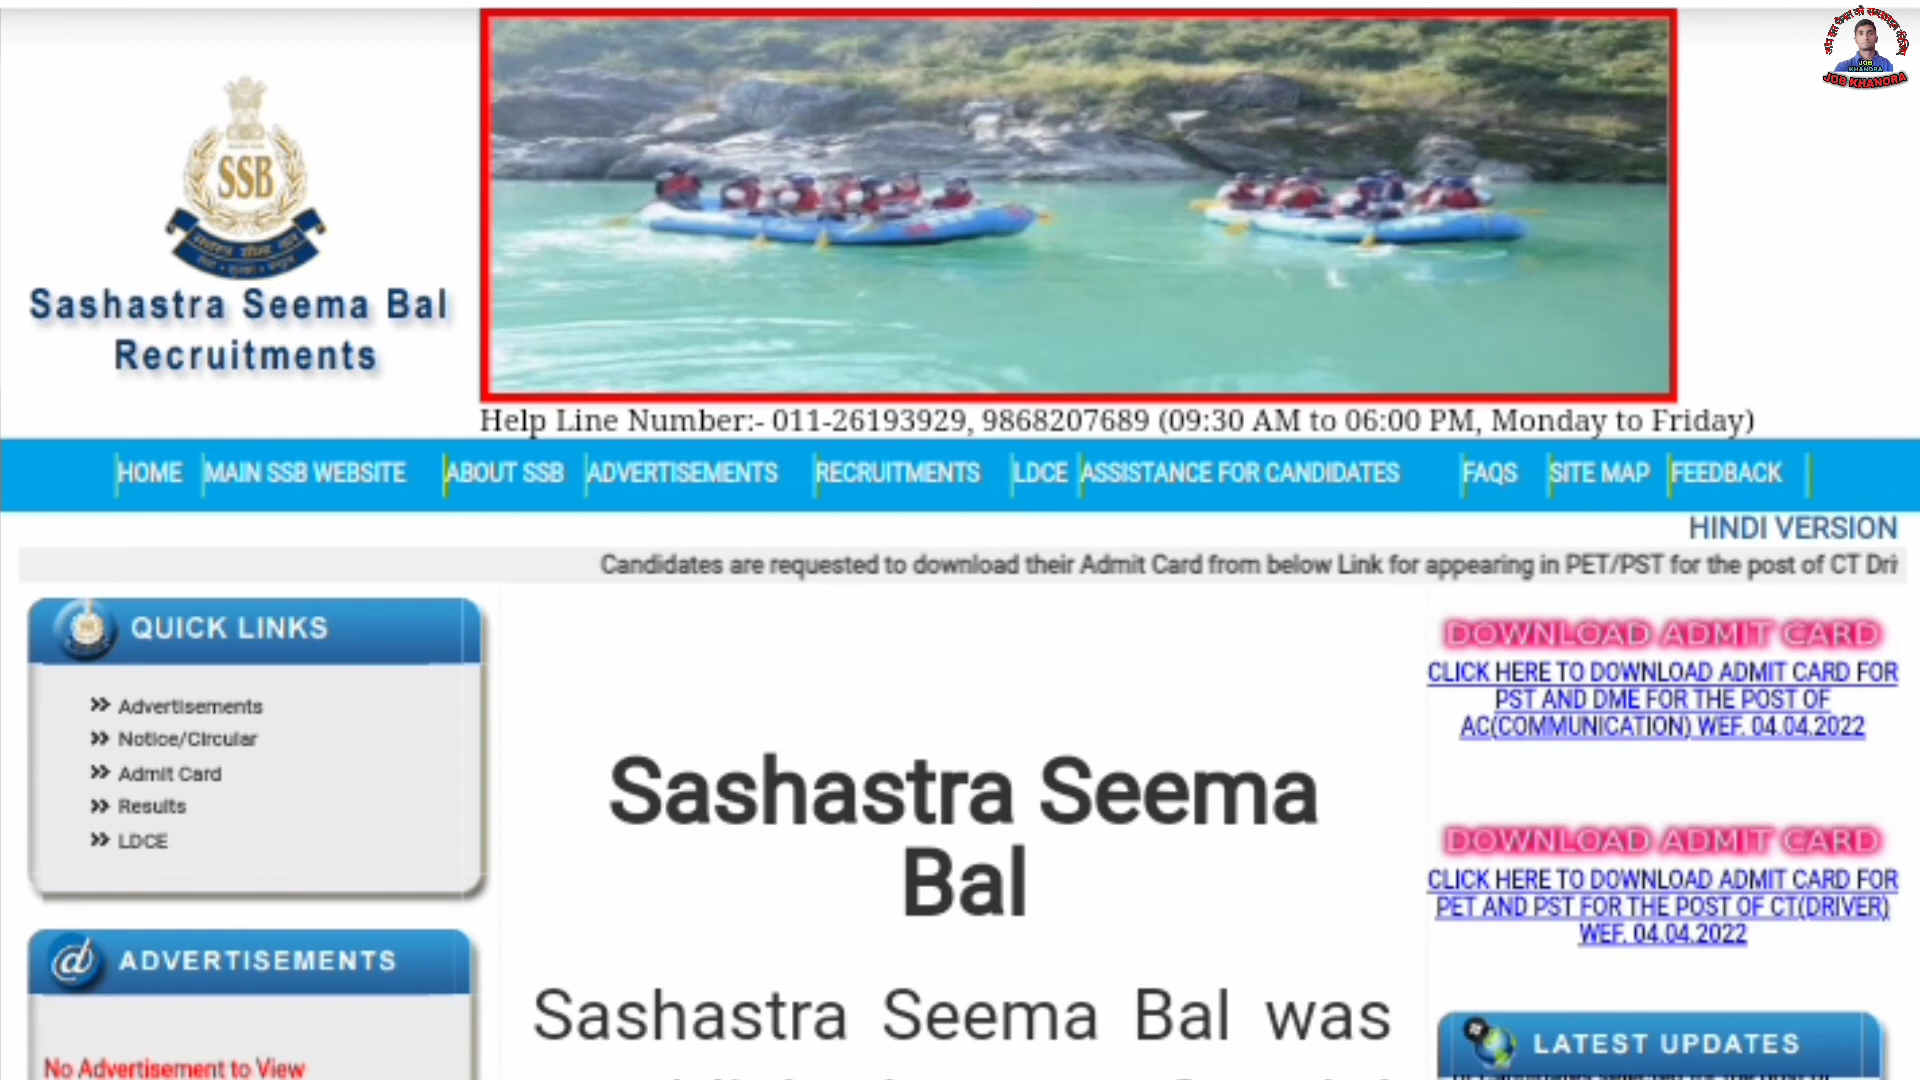 JOB KHANDRA
SSB
Sashastra Seema Bal
Recruitments
Help Line Number:- 011-26193929, 9868207689 (09:30 AM to 06:00 PM, Monday to Friday)
HOME MAIN SSB WEBSITE ABOUT SSB ADVERTISEMENTS RECRUITMENTS LDCE ASSISTANCE FOR CANDIDATES FAQS SITE MAP FEEDBACK
HINDI VERSION
Candidates are requested to download their Admit Card from below Link for appearing in PET/PST for the post of CT Dri
QUICK LINKS
Advertisements
Notice/Circular
Admit Card
Results
LDCE
ADVERTISEMENTS
No Advertisement to View
Sashastra Seema
Bal
Sashastra Seema Bal was
DOWNLOAD ADMIT CARD
CLICK HERE TO DOWNLOAD ADMIT CARD FOR
PST AND DME FOR THE POST OF
AC(COMMUNICATION) WEF. 04.04.2022
DOWNLOAD ADMIT CARD
CLICK HERE TO DOWNLOAD ADMIT CARD FOR
PET AND PST FOR THE POST OF CT(DRIVER)
WEF. 04.04.2022
LATEST UPDATES